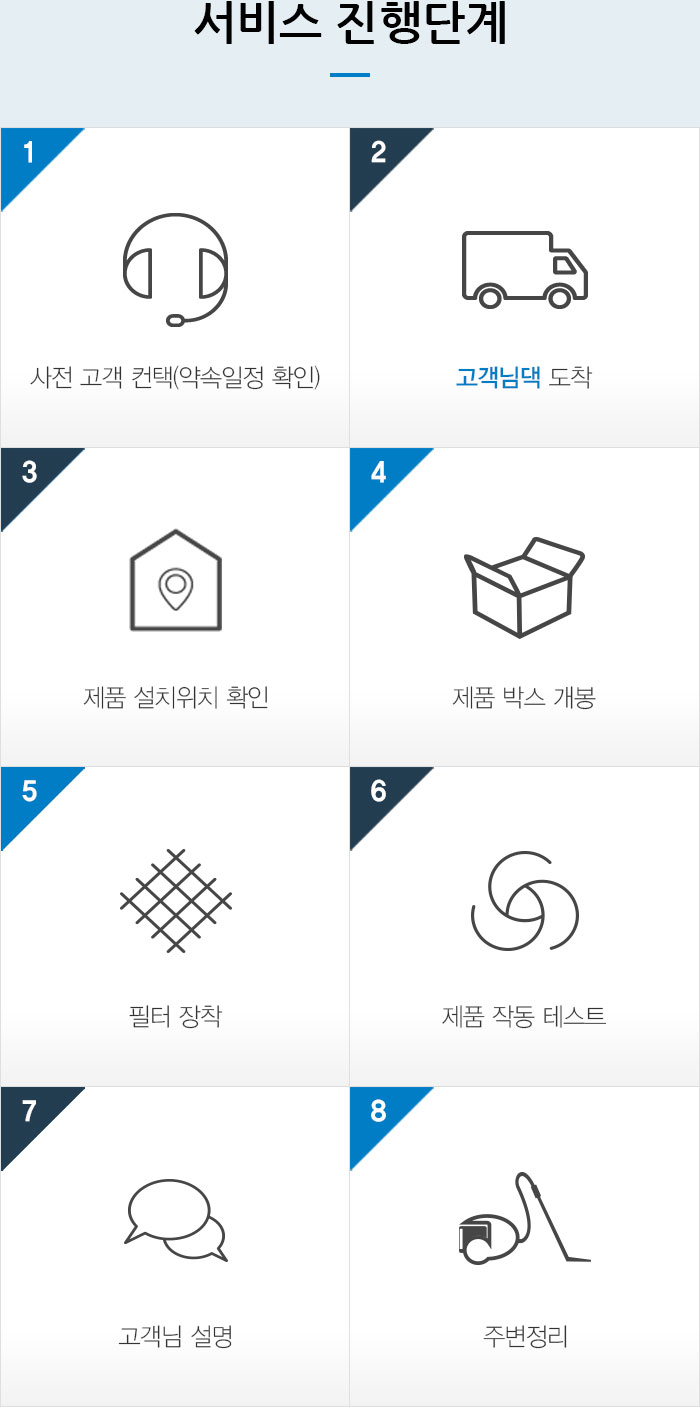 서비스 진행단계
1
사전 고객 컨택(약속일정 확인)
2
고객님댁 도착
3
제품 설치위치 확인
4
제품 박스 개봉
5
필터 장착
6
제품 작동 테스트
7
고객님 설명
8
주변정리